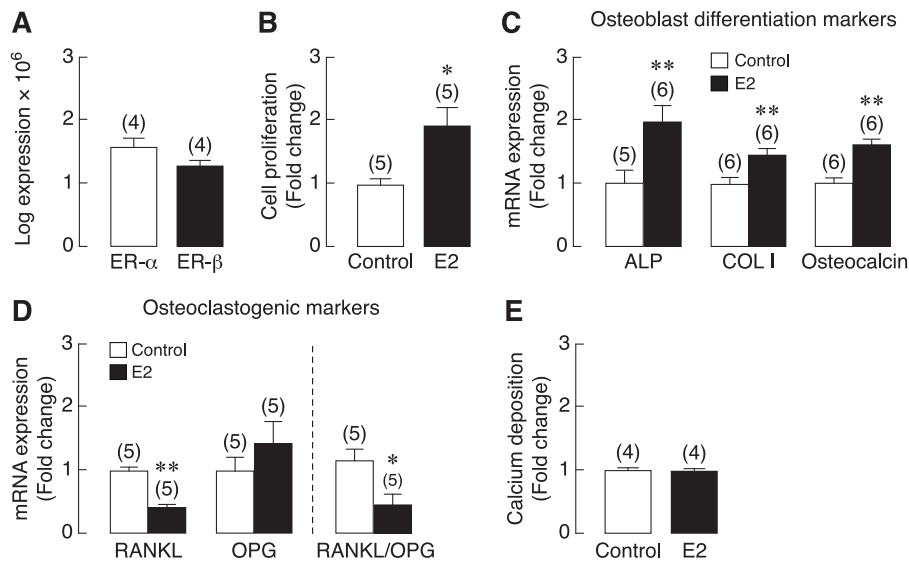 A
Log expression × 10⁶
3
2
1
0
(4)
(4)
ER-α ER-β
B
Cell proliferation
(Fold change)
3
2
1
0
(5)
*
(5)
Control E2
C Osteoblast differentiation markers
mRNA expression
(Fold change)
3
2
1
0
Control
E2
(5)
**
(6)
(6)
**
(6)
(6)
**
(6)
ALP COL I Osteocalcin
D Osteoclastogenic markers
mRNA expression
(Fold change)
3
2
1
0
Control
E2
(5)
**
(5)
(5)
(5)
(5)
*
(5)
RANKL OPG RANKL/OPG
E
Calcium deposition
(Fold change)
3
2
1
0
(4)
(4)
Control E2